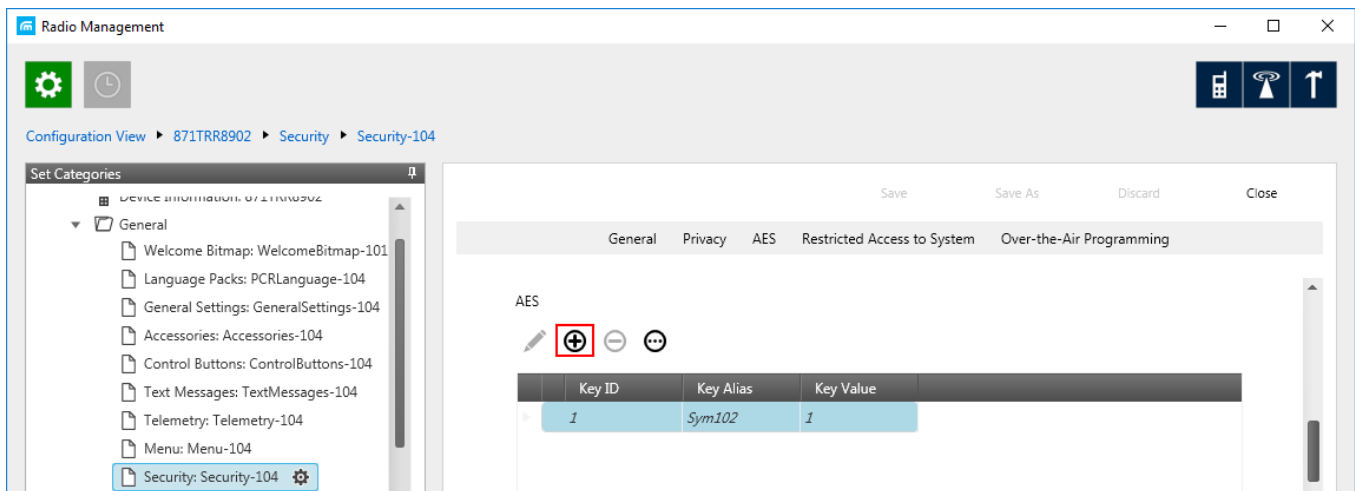 Radio Management
Configuration View ▶ 871TRR8902 ▶ Security ▶ Security-104
Set Categories
Device Information: 871TRR8902
General
Welcome Bitmap: WelcomeBitmap-101
Language Packs: PCRLanguage-104
General Settings: GeneralSettings-104
Accessories: Accessories-104
Control Buttons: ControlButtons-104
Text Messages: TextMessages-104
Telemetry: Telemetry-104
Menu: Menu-104
Security: Security-104
Save Save As Discard Close
General Privacy AES Restricted Access to System Over-the-Air Programming
AES
Key ID Key Alias Key Value
1 Sym102 1